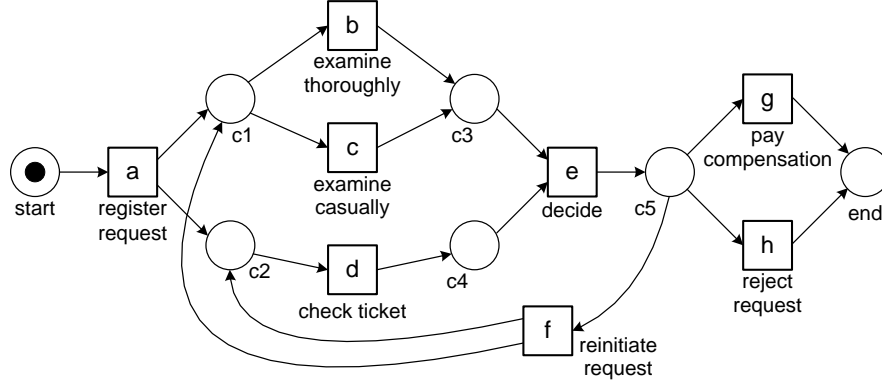 b
examine
thoroughly
c1
c3
g
pay
compensation
c
examine
casually
a
register
request
start
e
decide
c5
end
c2
d
check ticket
c4
h
reject
request
f
reinitiate
request